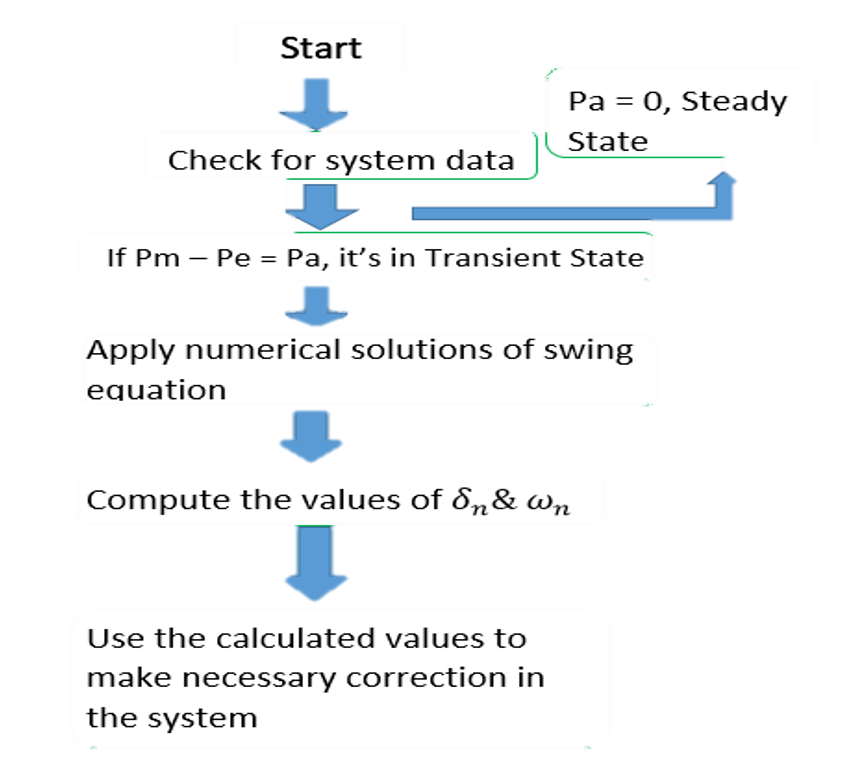 Start
Pa = 0, Steady
State
Check for system data
If Pm – Pe = Pa, it's in Transient State
Apply numerical solutions of swing
equation
Compute the values of δₙ& ωₙ
Use the calculated values to
make necessary correction in
the system